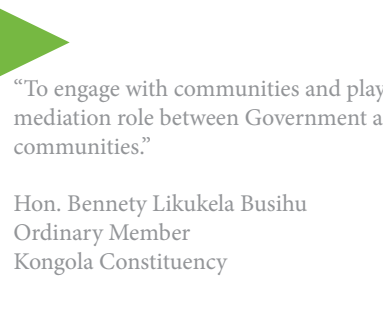 “To engage with communities and play
mediation role between Government a
communities.”
Hon. Bennety Likukela Busihu
Ordinary Member
Kongola Constituency